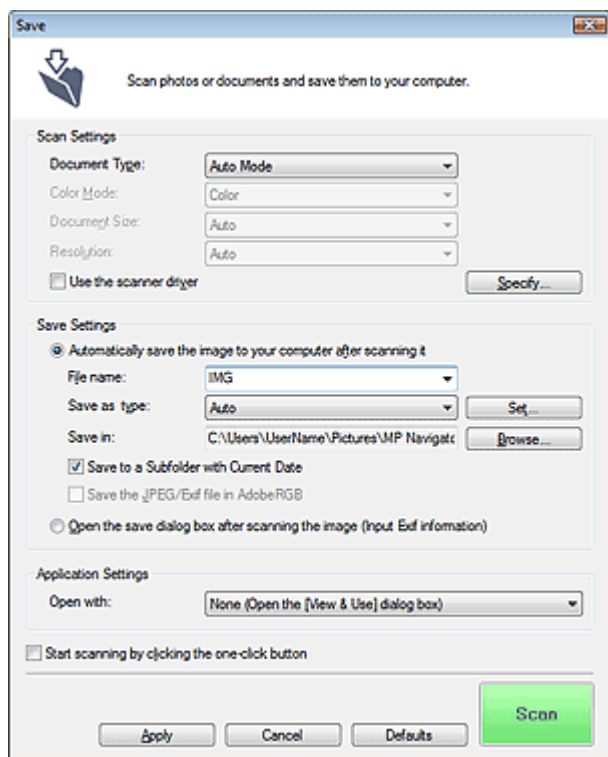 Save
Scan photos or documents and save them to your computer.
Scan Settings
Document Type: Auto Mode
Color Mode: Color
Document Size: Auto
Resolution: Auto
Use the scanner driver Specify...
Save Settings
Automatically save the image to your computer after scanning it
File name: IMG
Save as type: Auto Set...
Save in: C:\Users\UserName\Pictures\MP Navigato Browse...
Save to a Subfolder with Current Date
Save the JPEG/Exif file in AdobeRGB
Open the save dialog box after scanning the image (Input Exif information)
Application Settings
Open with: None (Open the [View & Use] dialog box)
Start scanning by clicking the one-click button
Scan
Apply Cancel Defaults